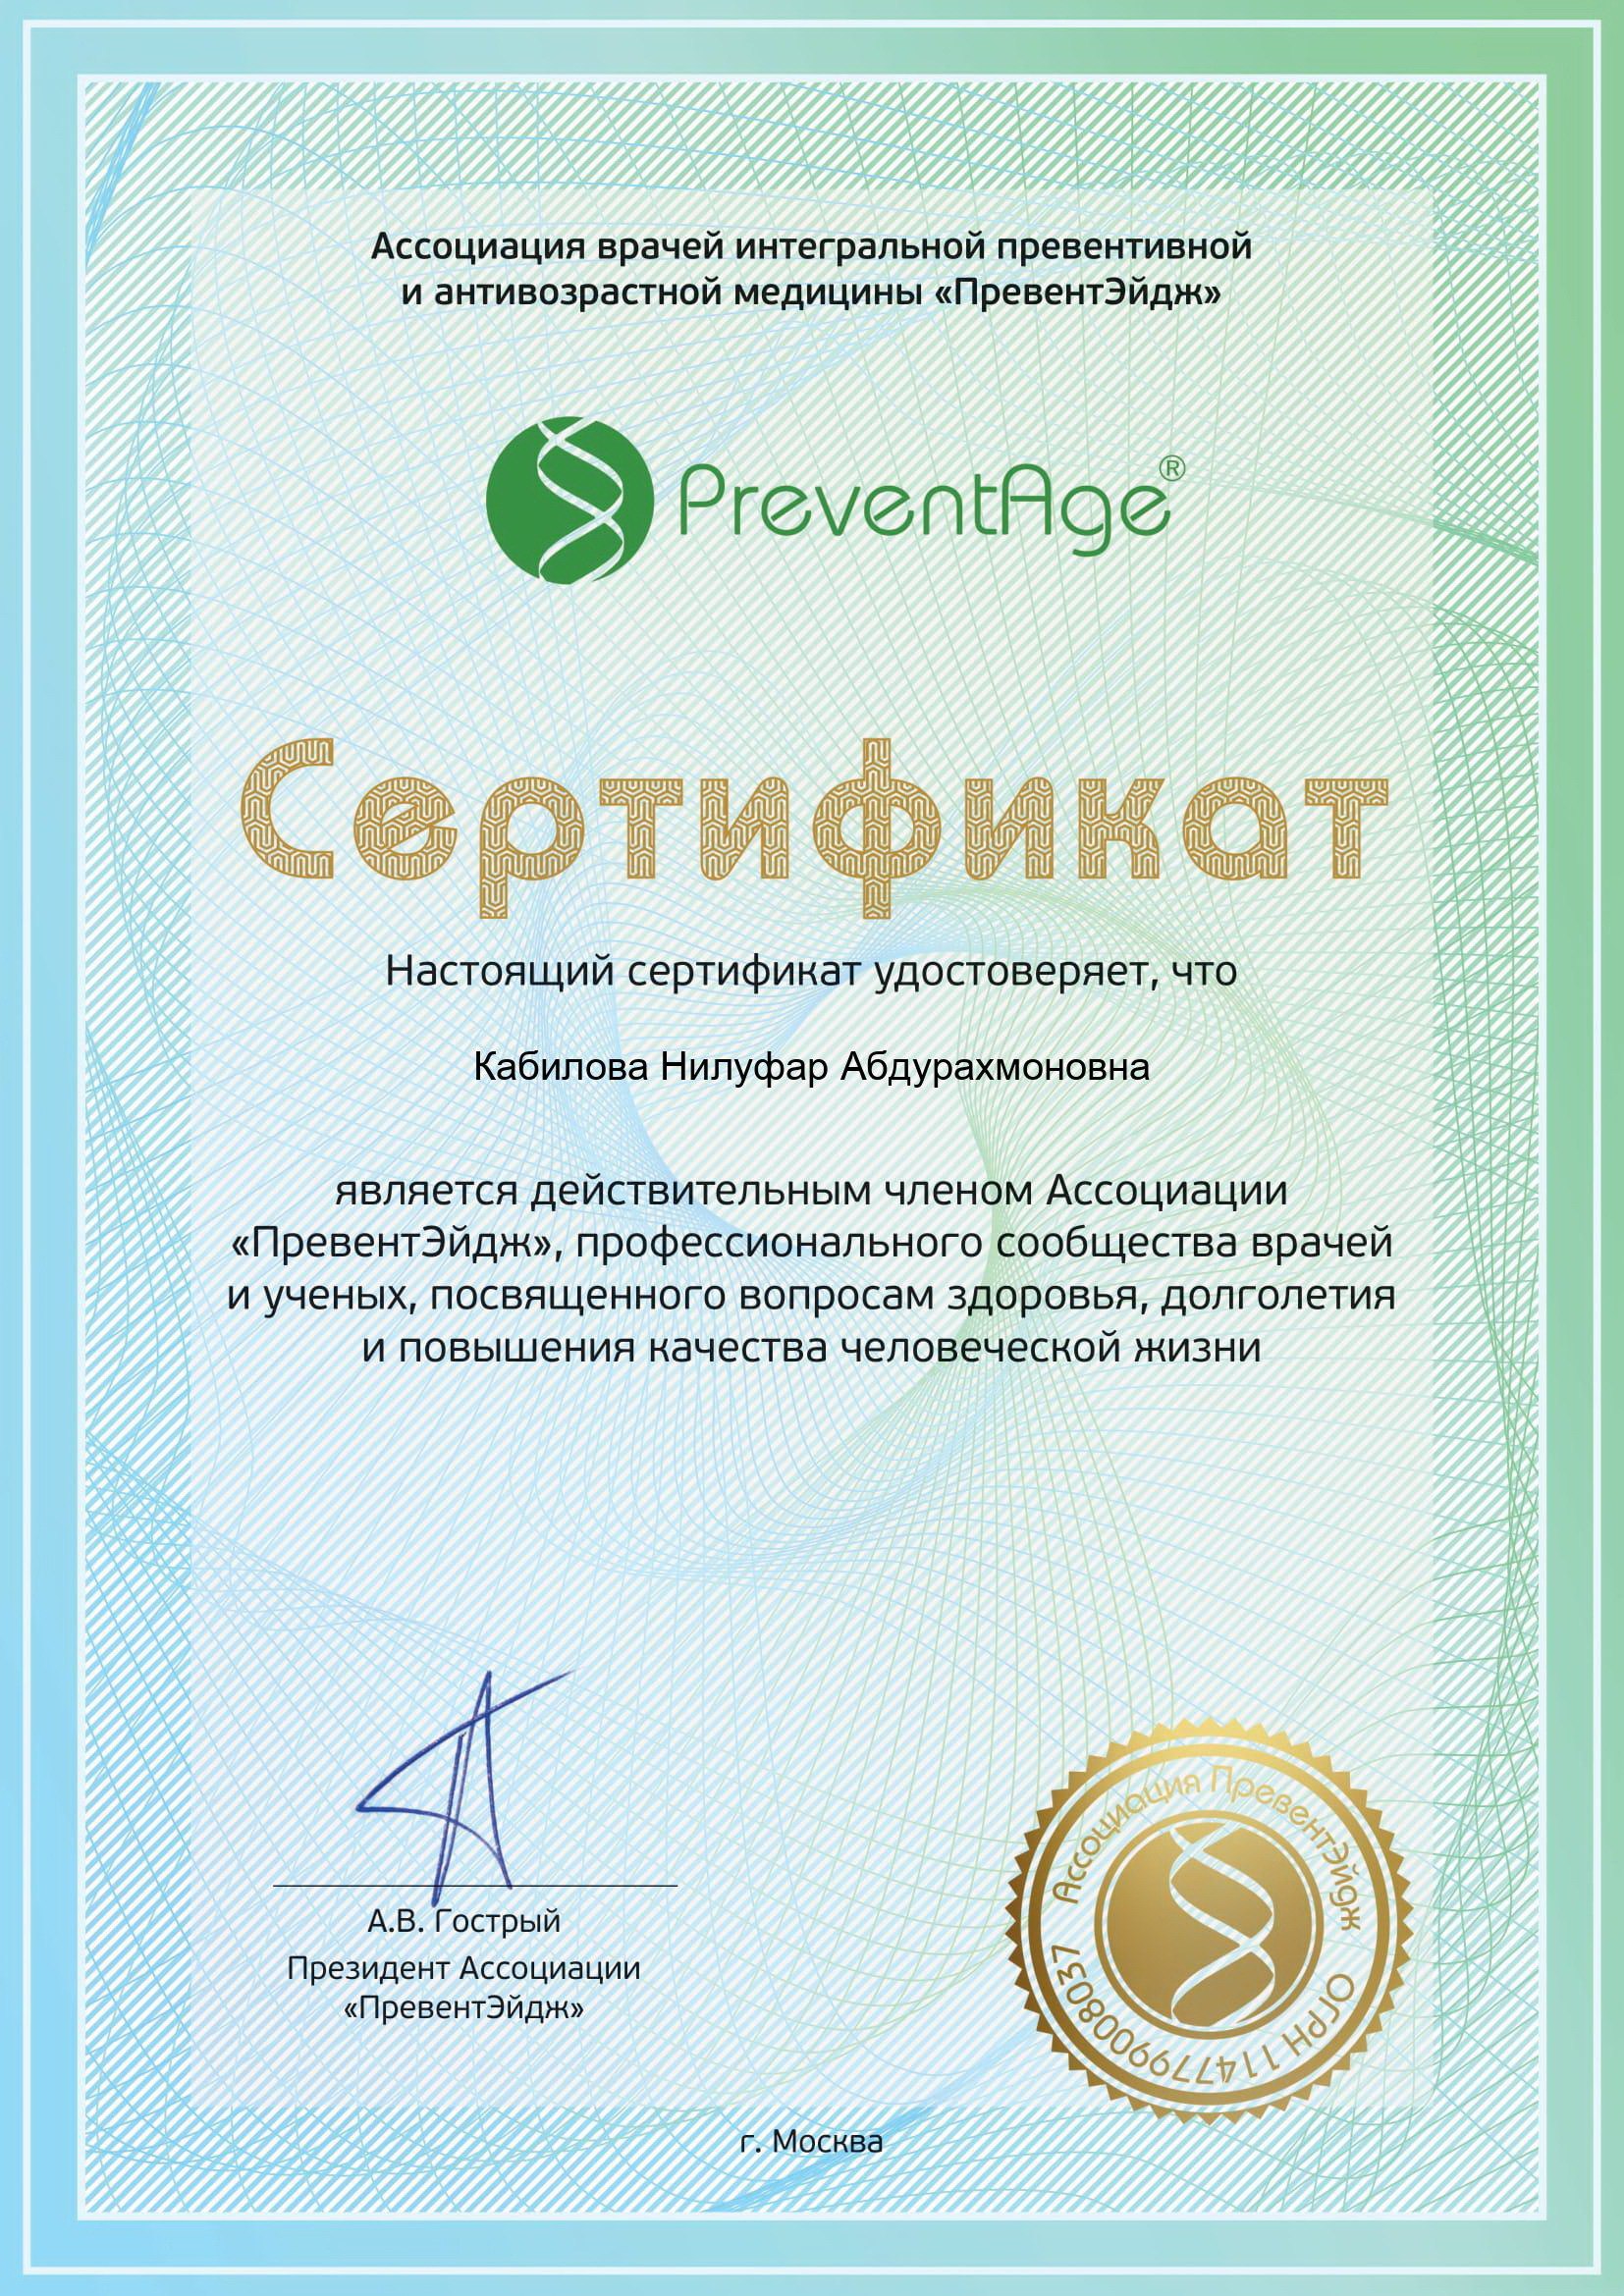 Ассоциация врачей интегральной превентивной
и антивозрастной медицины «ПревентЭйдж»
PreventAge®
Сертификат
Настоящий сертификат удостоверяет, что
Кабилова Нилуфар Абдурахмоновна
является действительным членом Ассоциации
«ПревентЭйдж», профессионального сообщества врачей
и ученых, посвященного вопросам здоровья, долголетия
и повышения качества человеческой жизни
А.В. Гострый
Президент Ассоциации
«ПревентЭйдж»
Ассоциация ПревентЭйдж
ОГРН 1147799008037
г. Москва